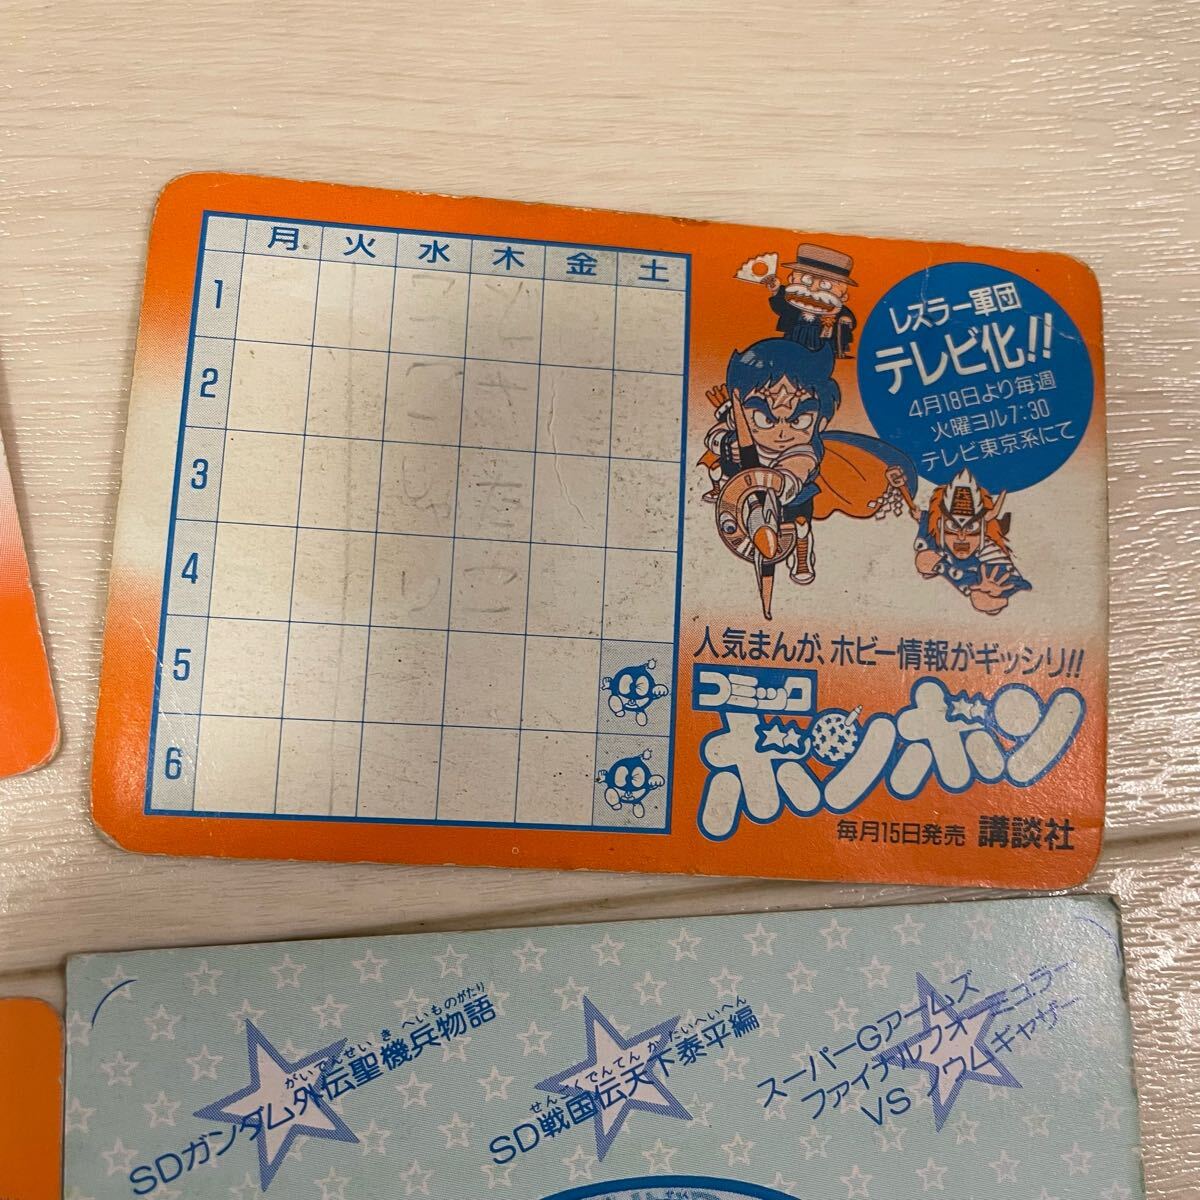 月 火 水 木 金 土
1
2
3
4
5
6
レスラー軍団
テレビ化!!
4月18日より毎週
火曜ヨル7:30
テレビ東京系にて
人気まんが、ホビー情報がギッシリ!!
コミック
ボンボン
毎月15日発売 講談社
がいでんせい き へいものがたり
SDガンダム外伝聖機兵物語
くでんてん か たいへいへん
SD戦国伝天下泰平編
スーパーGアームズ
ファイナルフォーミュラー
VS ノウムギャザー